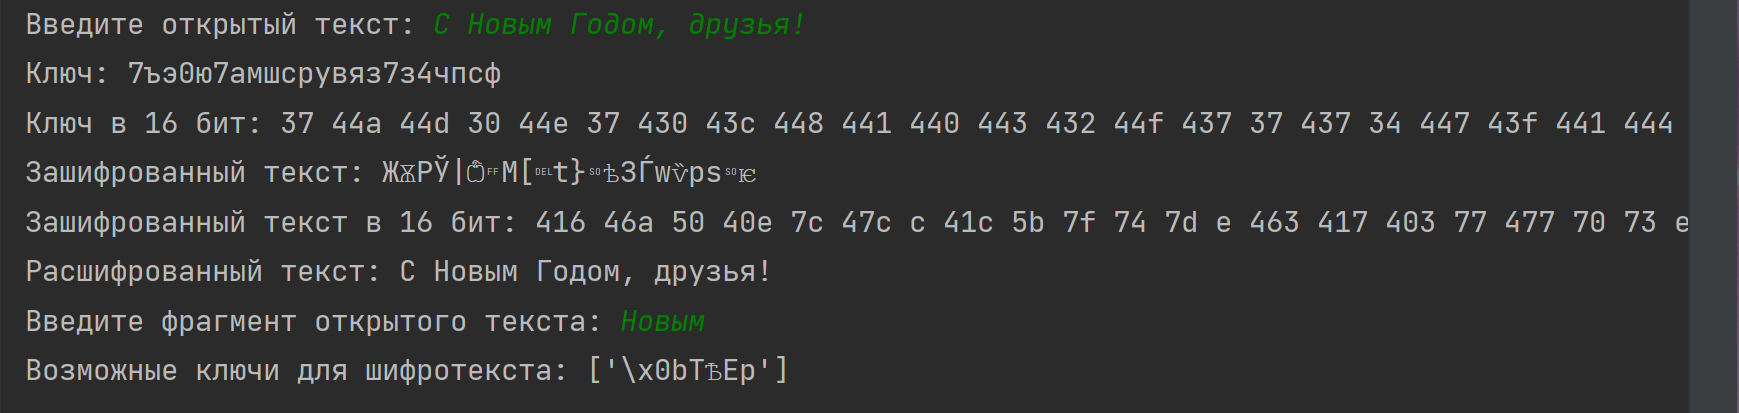 Введите открытый текст: С Новым Годом, друзья!
Ключ: 7ъэ0ю7амшсрувяз7з4чпсф
Ключ в 16 бит: 37 44a 44d 30 44e 37 430 43c 448 441 440 443 432 44f 437 37 437 34 447 43f 441 444
Зашифрованный текст: ЖѪPЎ|ѼFFМ[DELt}SOѣЗЃwѷpsSOѥ
Зашифрованный текст в 16 бит: 416 46a 50 40e 7c 47c c 41c 5b 7f 74 7d e 463 417 403 77 477 70 73 e
Расшифрованный текст: С Новым Годом, друзья!
Введите фрагмент открытого текста: Новым
Возможные ключи для шифротекста: ['\x0bTѢEр']